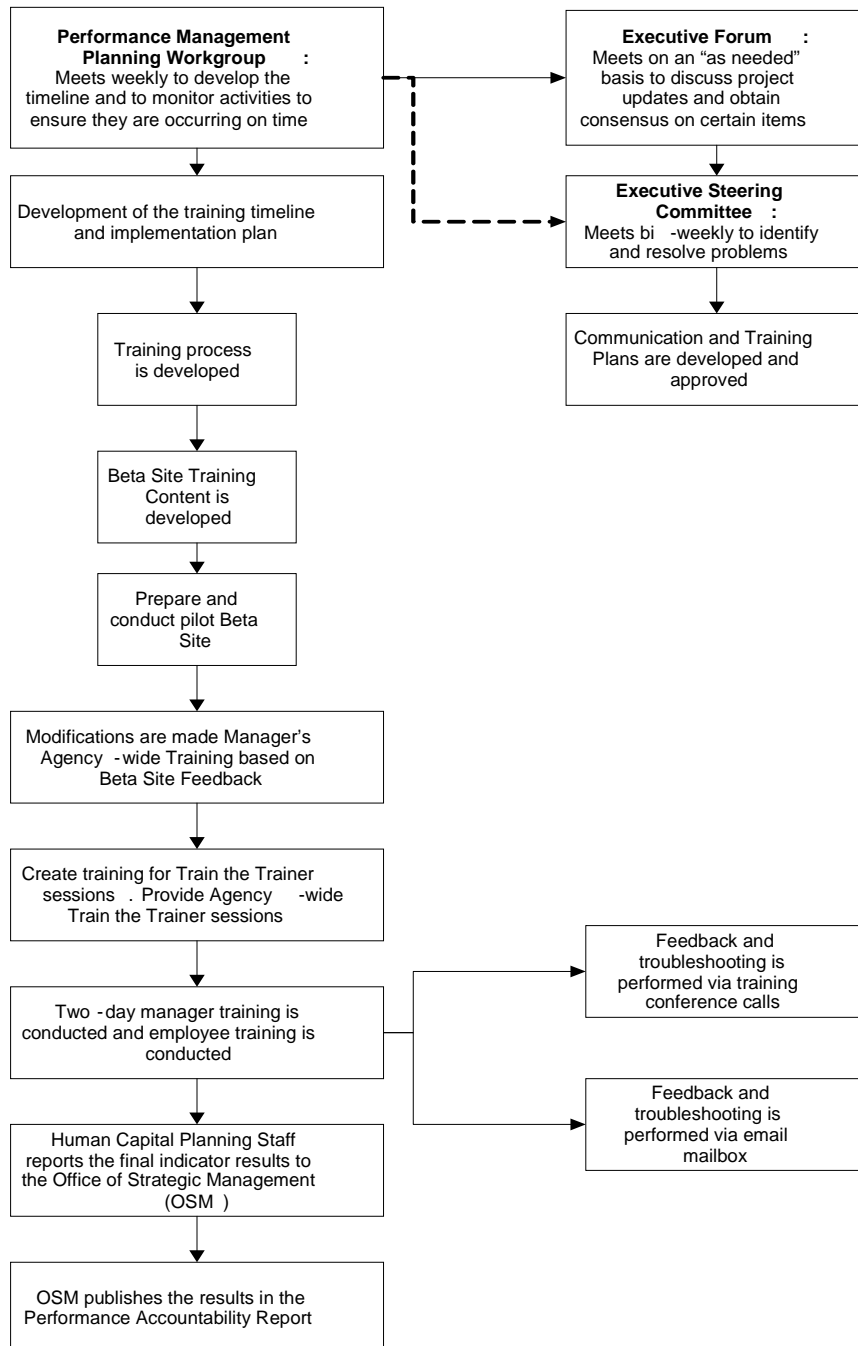 Performance Management
Planning Workgroup :
Meets weekly to develop the
timeline and to monitor activities to
ensure they are occurring on time
Executive Forum :
Meets on an “as needed”
basis to discuss project
updates and obtain
consensus on certain items
Development of the training timeline
and implementation plan
Executive Steering
Committee :
Meets bi -weekly to identify
and resolve problems
Training process
is developed
Communication and Training
Plans are developed and
approved
Beta Site Training
Content is
developed
Prepare and
conduct pilot Beta
Site
Modifications are made Manager’s
Agency -wide Training based on
Beta Site Feedback
Create training for Train the Trainer
sessions . Provide Agency -wide
Train the Trainer sessions
Two -day manager training is
conducted and employee training is
conducted
Feedback and
troubleshooting is
performed via training
conference calls
Feedback and
troubleshooting is
performed via email
mailbox
Human Capital Planning Staff
reports the final indicator results to
the Office of Strategic Management
(OSM )
OSM publishes the results in the
Performance Accountability Report